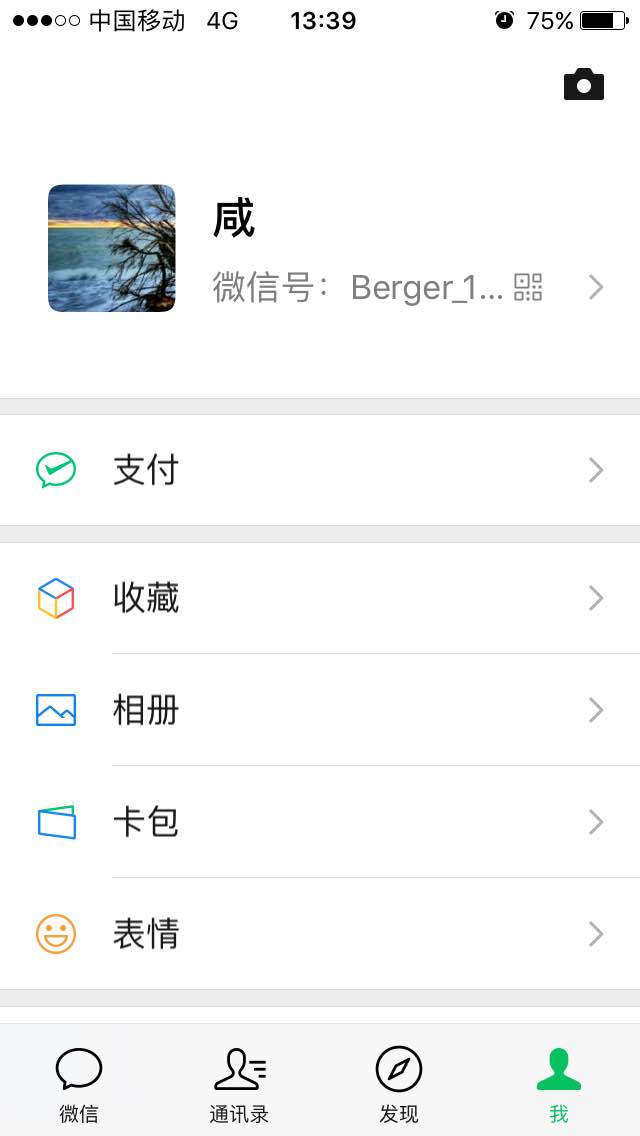 中国移动 4G 13:39 75%
咸
微信号：Berger_1...
支付
收藏
相册
卡包
表情
微信 通讯录 发现 我